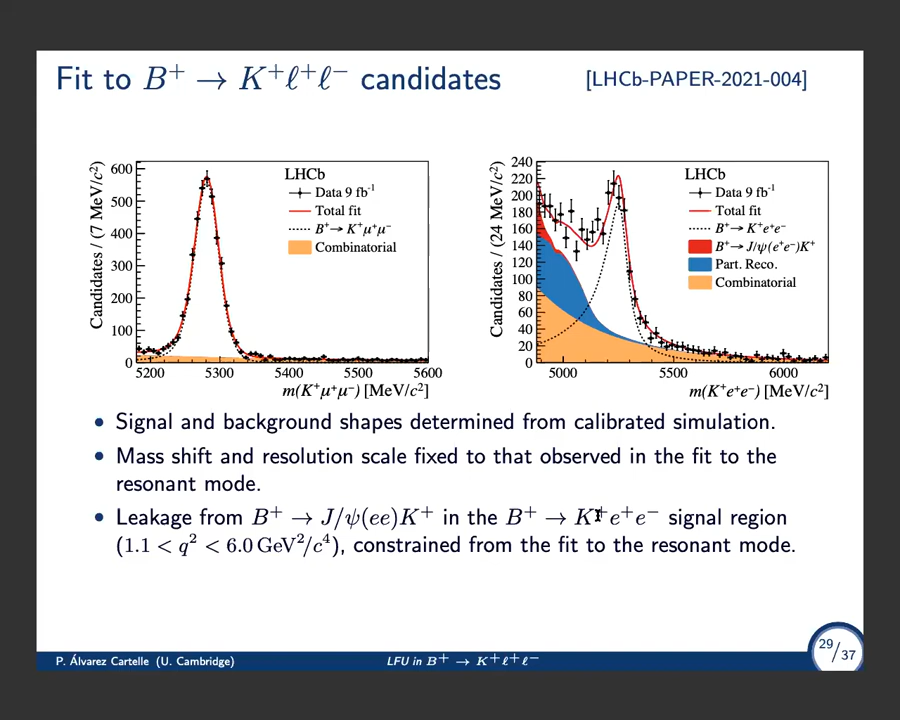 Fit to B⁺ → K⁺ℓ⁺ℓ⁻ candidates
[LHCb-PAPER-2021-004]
Candidates / (7 MeV/c²)
600
500
400
300
200
100
0
5200 5300 5400 5500 5600
m(K⁺μ⁺μ⁻) [MeV/c²]
LHCb
Data 9 fb⁻¹
Total fit
B⁺→ K⁺μ⁺μ⁻
Combinatorial
Candidates / (24 MeV/c²)
240
220
200
180
160
140
120
100
80
60
40
20
0
5000 5500 6000
m(K⁺e⁺e⁻) [MeV/c²]
LHCb
Data 9 fb⁻¹
Total fit
B⁺→ K⁺e⁺e⁻
B⁺→ J/ψ(e⁺e⁻)K⁺
Part. Reco.
Combinatorial
• Signal and background shapes determined from calibrated simulation.
• Mass shift and resolution scale fixed to that observed in the fit to the
resonant mode.
• Leakage from B⁺ → J/ψ(ee)K⁺ in the B⁺ → K⁺e⁺e⁻ signal region
(1.1 < q² < 6.0 GeV²/c⁴), constrained from the fit to the resonant mode.
P. Álvarez Cartelle (U. Cambridge)
LFU in B⁺ → K⁺ℓ⁺ℓ⁻
29/37